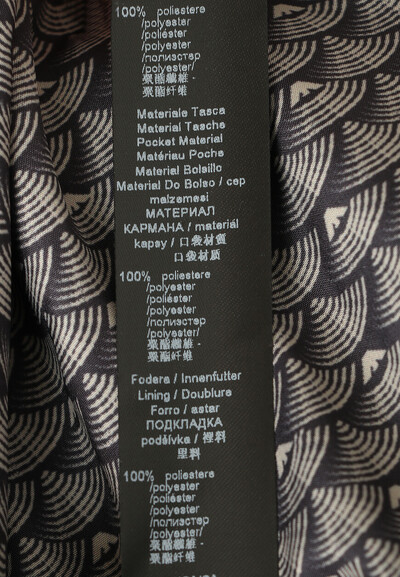 100% poliestere
/polyester
/poliéster
/polyester
/полиэстер
/polyester/
聚酯纖維 -
聚酯纤维
Materiale Tasca
Material Tasche
Pocket Material
Matériau Poche
Material Bolsillo
Material Do Bolso / cep
malzemesi
МАТЕРИАЛ
КАРМАНА / materiál
kapsy / 口袋材質
口袋材质
100% poliestere
/polyester
/poliéster
/polyester
/полиэстер
/polyester/
聚酯纖維 -
聚酯纤维
Fodera / Innenfutter
Lining / Doublure
Forro / astar
ПОДКЛАДКА
podšívka / 裡料
里料
100% poliestere
/polyester
/poliéster
/polyester
/полиэстер
/polyester/
聚酯纖維 -
聚酯纤维